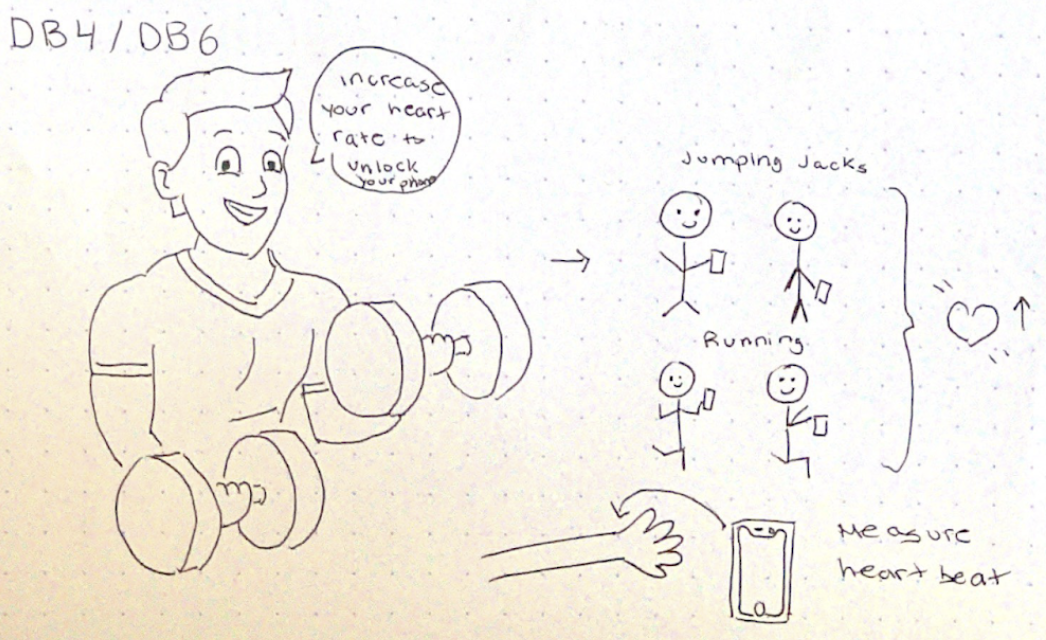 DB4/DB6
increase
your heart
rate to
unlock
your phone
Jumping Jacks
Running
Measure
heart beat